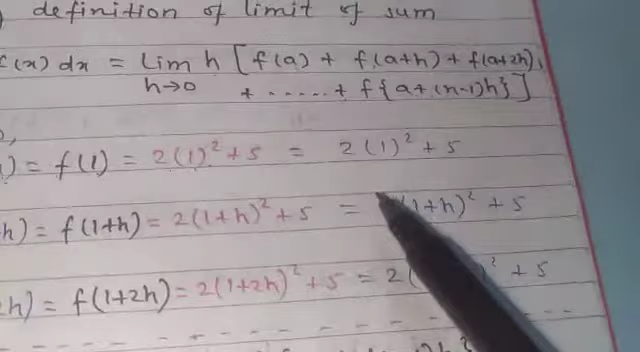 definition of limit of sum
f(x) dx = lim h [ f(a) + f(a+h) + f(a+2h),
h→0 + ...... + f{a+(n-1)h}]
) = f(1) = 2(1)² + 5 = 2(1)² + 5
h) = f(1+h) = 2(1+h)² + 5 = (1+h)² + 5
h) = f(1+2h) = 2(1+2h)² + 5 = 2( )² + 5